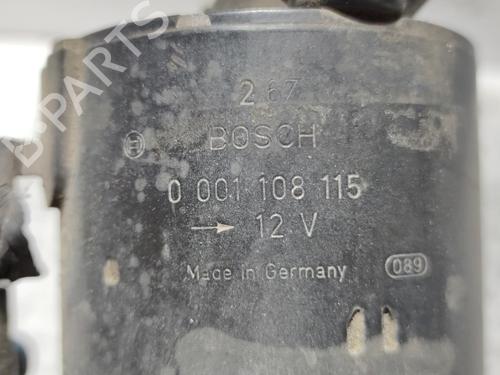 2 67
BOSCH
0 001 108 115
→ 12 V
Made in Germany
089
B-PARTS